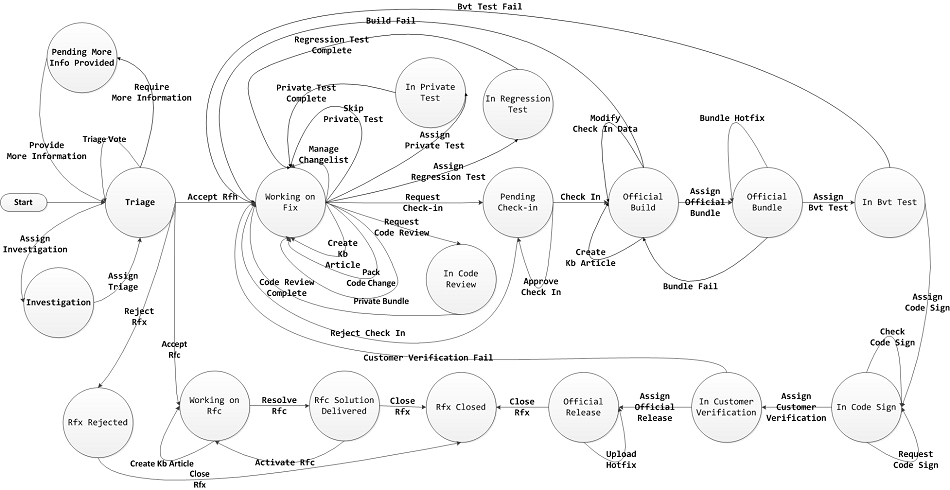 Bvt Test Fail
Build Fail
Regression Test
Complete
Pending More
Info Provided
Require
More Information
Private Test
Complete
In Private
Test
In Regression
Test
Skip
Private Test
Modify
Check In Data
Bundle Hotfix
Provide
More Information
Triage Vote
Assign
Private Test
Manage
Changelist
Assign
Regression Test
Start
Triage
Accept Rfh
Working on
Fix
Request
Check-in
Pending
Check-in
Check In
Official
Build
Assign
Official
Bundle
Official
Bundle
Assign
Bvt Test
In Bvt Test
Request
Code Review
Assign
Investigation
Create
Kb
Article
Create
Kb Article
Pack
Code Change
In Code
Review
Assign
Triage
Code Review
Complete
Private Bundle
Approve
Check In
Bundle Fail
Investigation
Assign
Code Sign
Reject
Rfx
Reject Check In
Check
Code Sign
Accept
Rfc
Customer Verification Fail
Working on
Rfc
Resolve
Rfc
Rfc Solution
Delivered
Close
Rfx
Rfx Closed
Close
Rfx
Official
Release
Assign
Official
Release
In Customer
Verification
Assign
Customer
Verification
In Code Sign
Rfx Rejected
Create Kb Article
Activate Rfc
Close
Rfx
Upload
Hotfix
Request
Code Sign